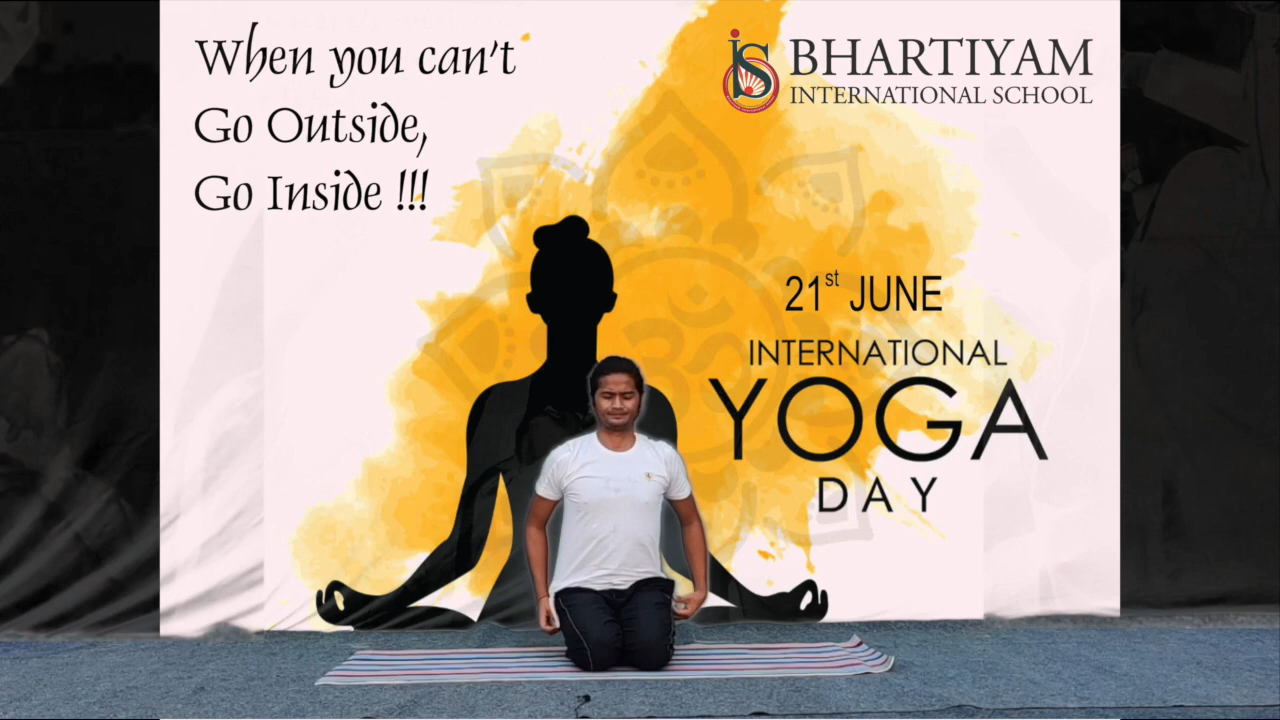 When you can't
Go Outside,
Go Inside !!!
BHARTIYAM
INTERNATIONAL SCHOOL
21st JUNE
INTERNATIONAL
YOGA
DAY